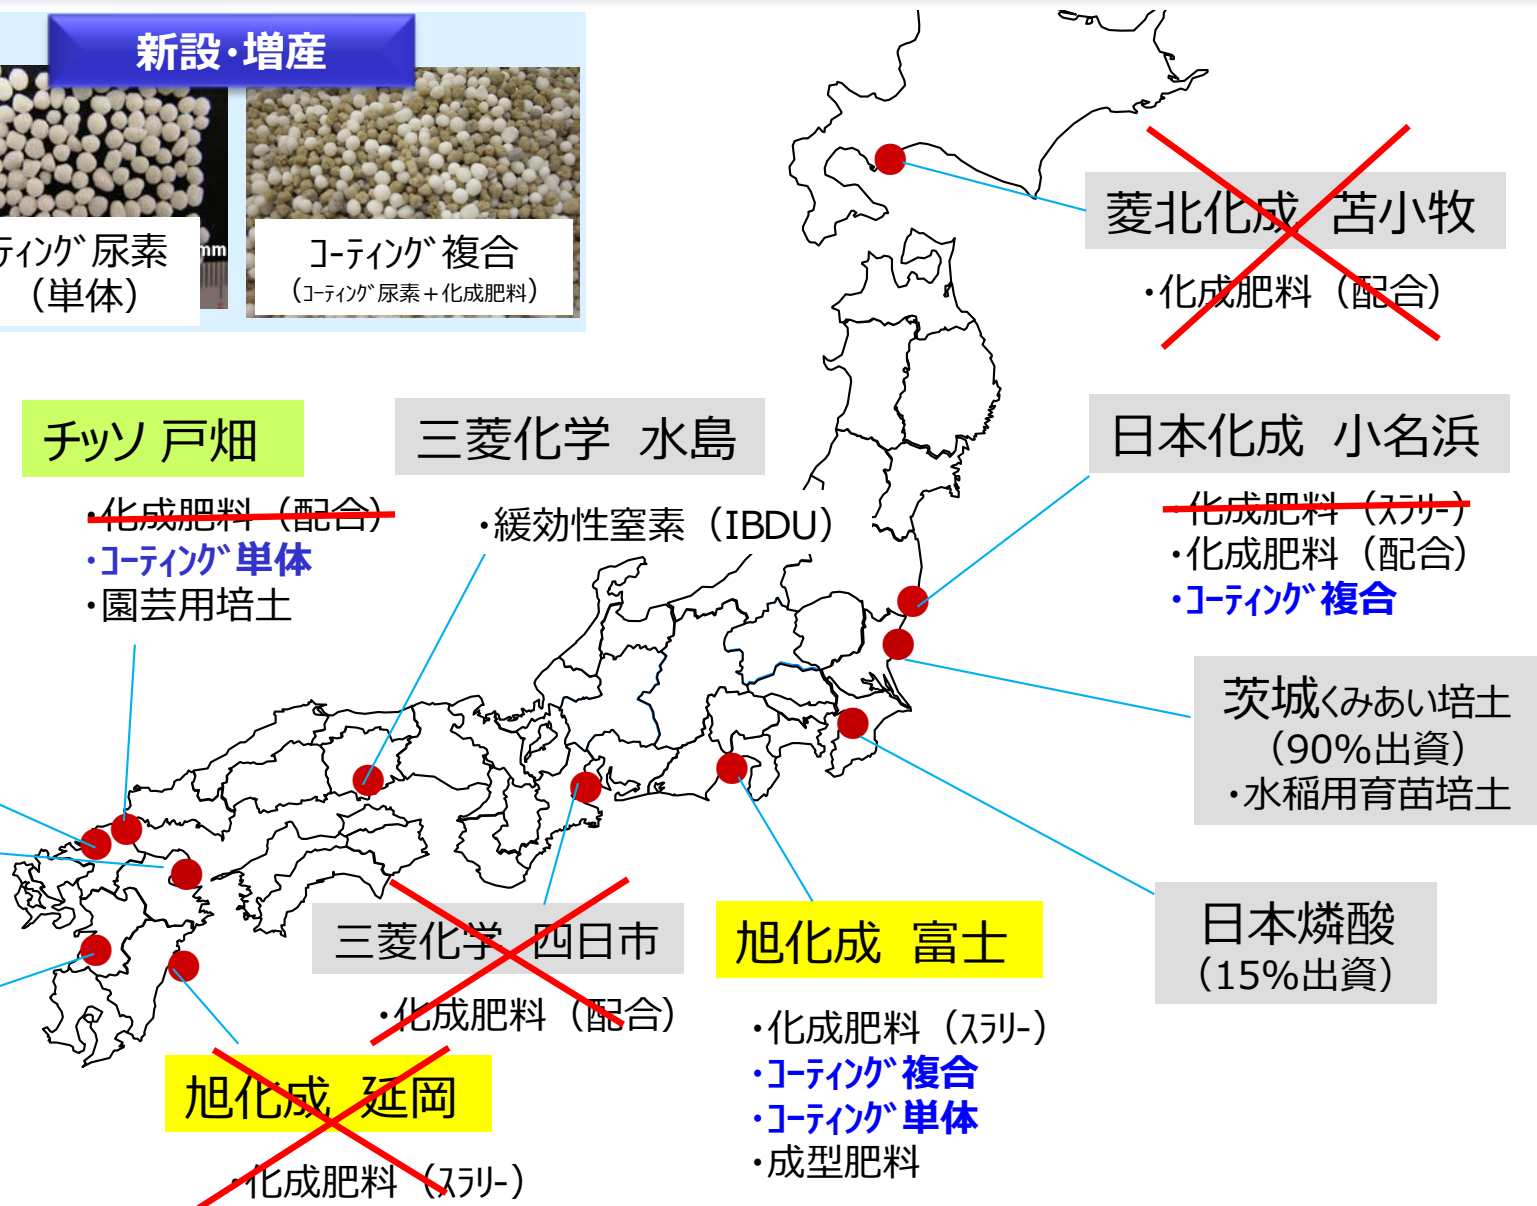 新設・増産
ティング尿素
（単体）
mm
コーティング複合
（コーティング尿素＋化成肥料）
菱北化成 苫小牧
・化成肥料（配合）
チッソ 戸畑
・化成肥料（配合）
・コーティング単体
・園芸用培土
三菱化学 水島
・緩効性窒素（IBDU）
日本化成 小名浜
・化成肥料（スラリー）
・化成肥料（配合）
・コーティング複合
茨城くみあい培土
（90%出資）
・水稲用育苗培土
三菱化学 四日市
・化成肥料（配合）
旭化成 富士
・化成肥料（スラリー）
・コーティング複合
・コーティング単体
・成型肥料
日本燐酸
（15%出資）
旭化成 延岡
・化成肥料（スラリー）